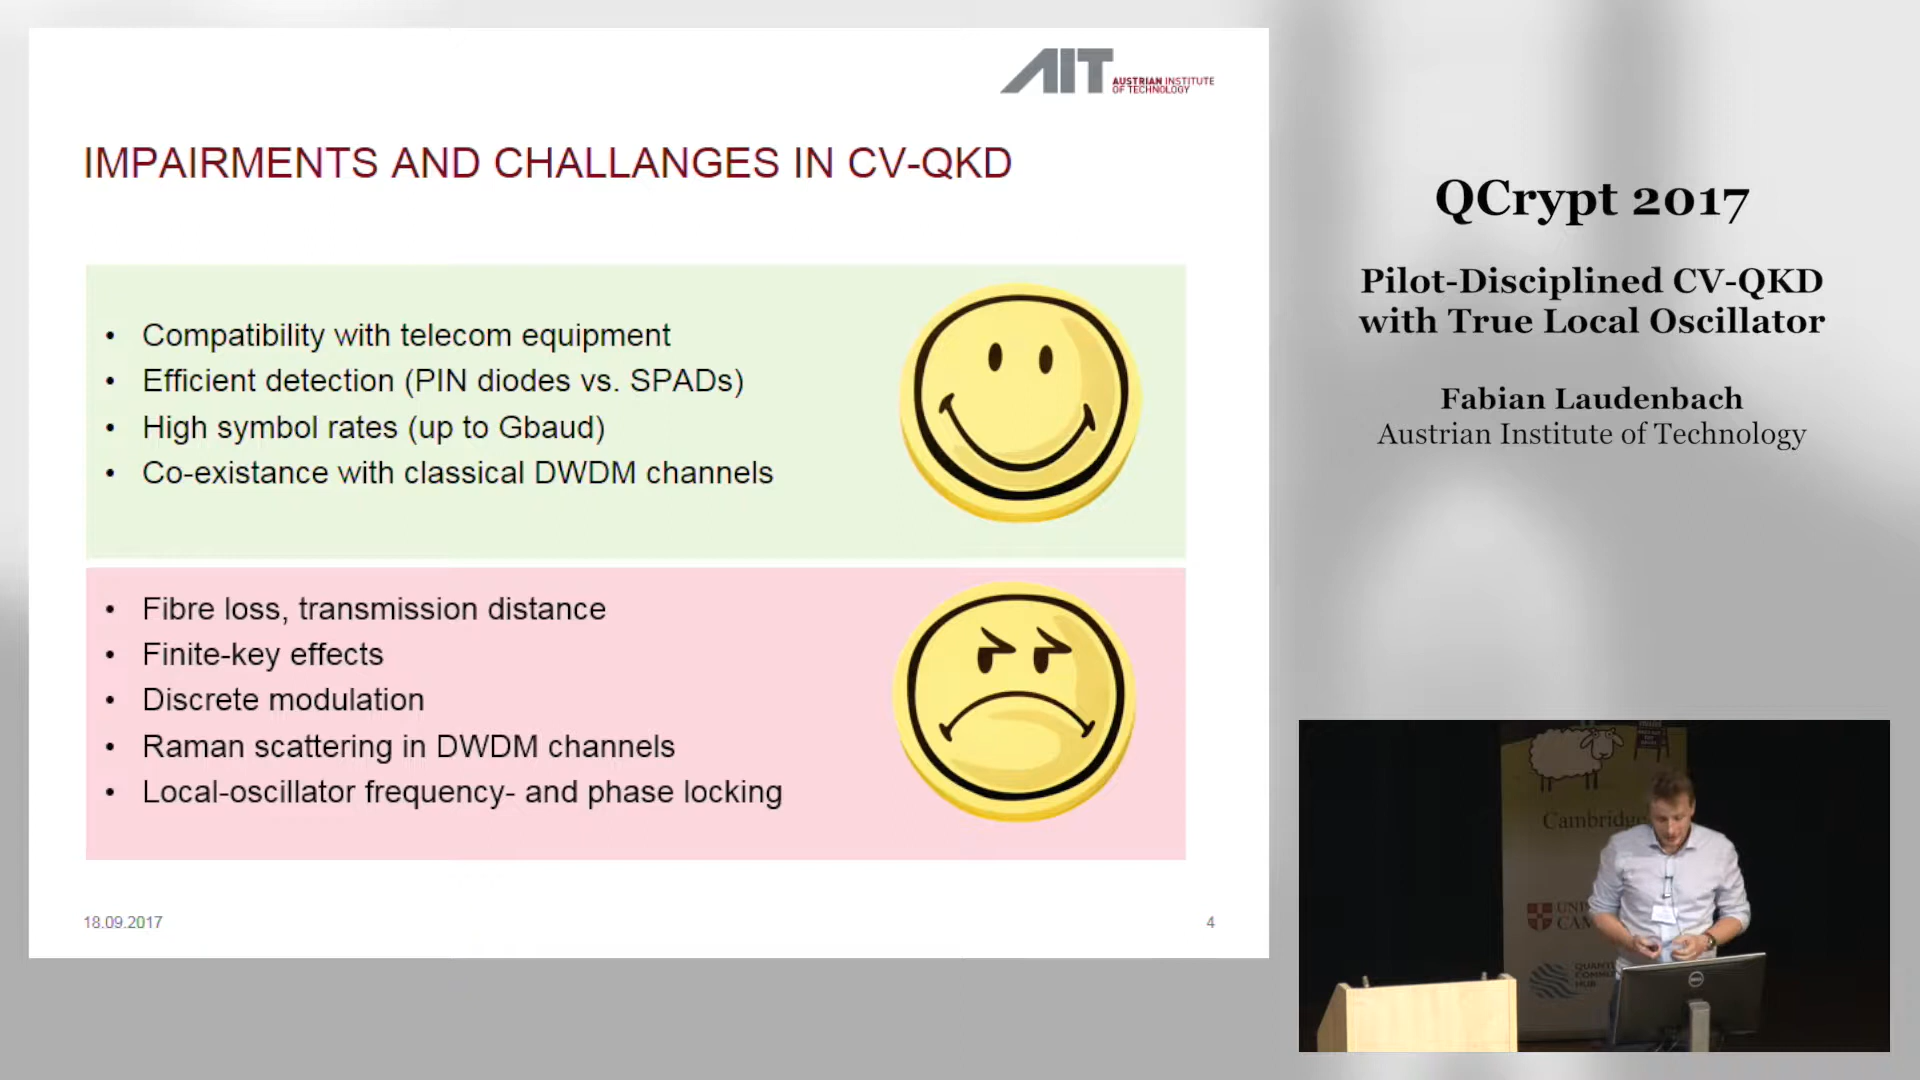 AIT AUSTRIAN INSTITUTE
OF TECHNOLOGY
IMPAIRMENTS AND CHALLANGES IN CV-QKD
• Compatibility with telecom equipment
• Efficient detection (PIN diodes vs. SPADs)
• High symbol rates (up to Gbaud)
• Co-existance with classical DWDM channels
• Fibre loss, transmission distance
• Finite-key effects
• Discrete modulation
• Raman scattering in DWDM channels
• Local-oscillator frequency- and phase locking
18.09.2017
4
QCrypt 2017
Pilot-Disciplined CV-QKD
with True Local Oscillator
Fabian Laudenbach
Austrian Institute of Technology
Cambridge